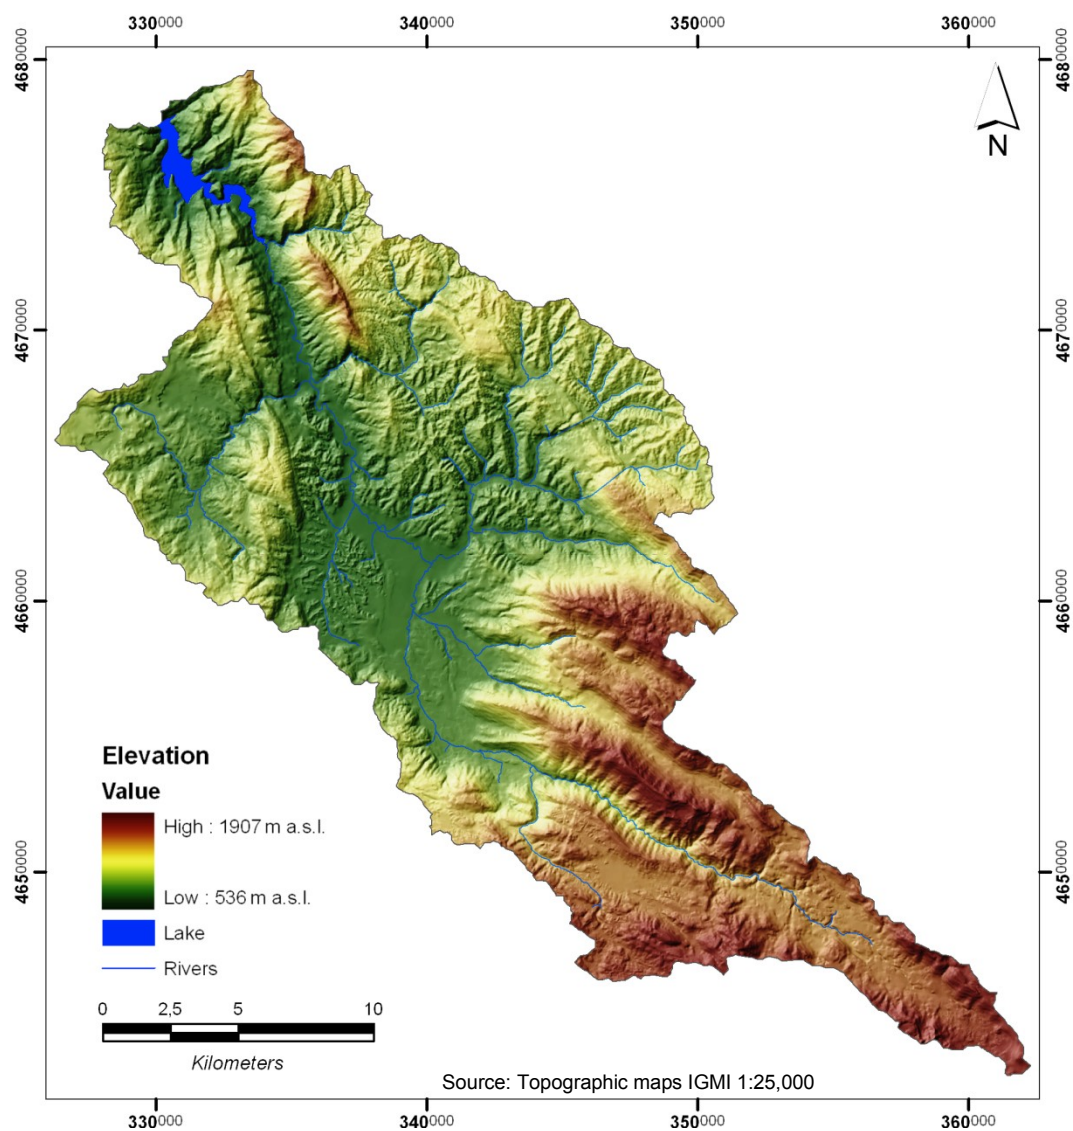 330000 340000 350000 360000
4680000 4680000
N
4670000 4670000
4660000 4660000
Elevation
Value
High : 1907 m a.s.l.
Low : 536 m a.s.l.
4650000 4650000
Lake
Rivers
0 2,5 5 10
Kilometers
Source: Topographic maps IGMI 1:25,000
330000 340000 350000 360000